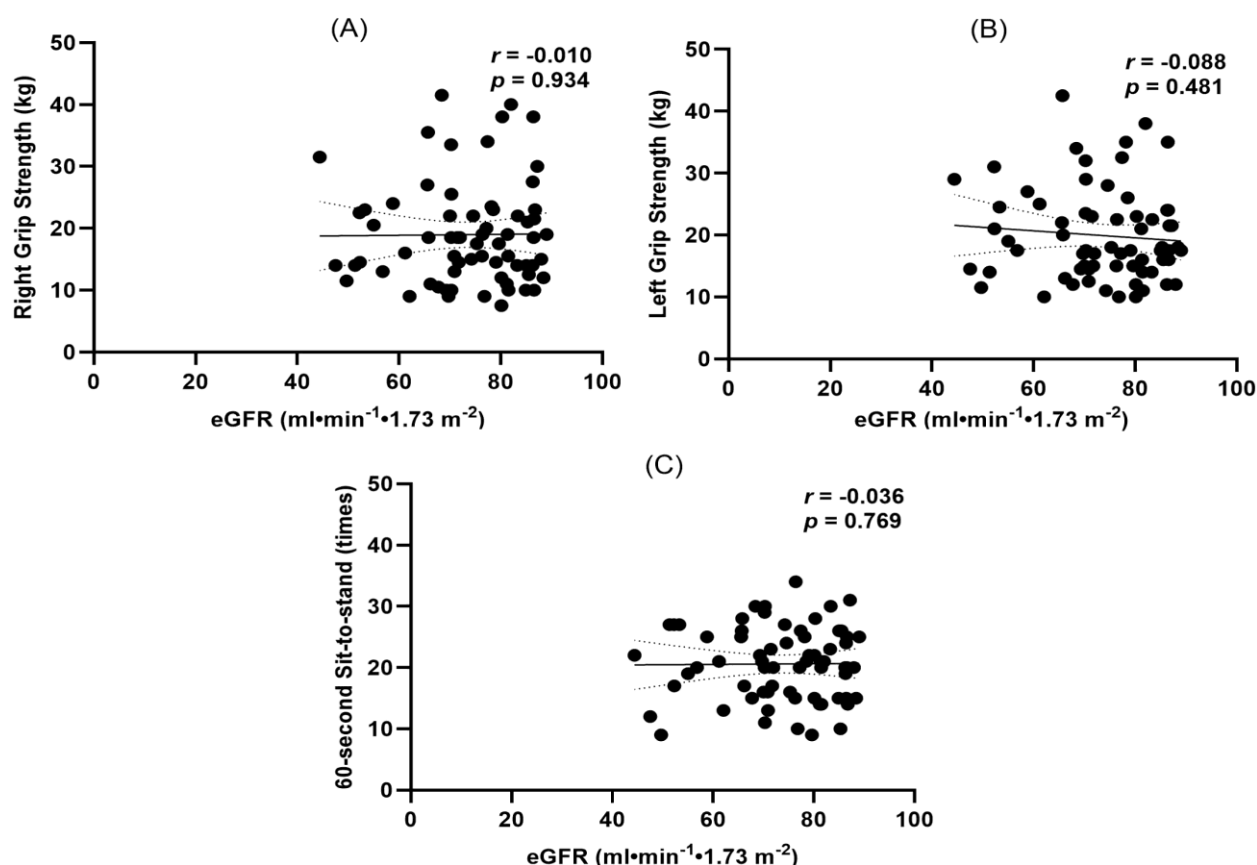 (A)
r = -0.010
p = 0.934
Right Grip Strength (kg)
50
40
30
20
10
0
0 20 40 60 80 100
eGFR (ml•min⁻¹•1.73 m⁻²)
(B)
r = -0.088
p = 0.481
Left Grip Strength (kg)
50
40
30
20
10
0
0 20 40 60 80 100
eGFR (ml•min⁻¹•1.73 m⁻²)
(C)
r = -0.036
p = 0.769
60-second Sit-to-stand (times)
50
40
30
20
10
0
0 20 40 60 80 100
eGFR (ml•min⁻¹•1.73 m⁻²)